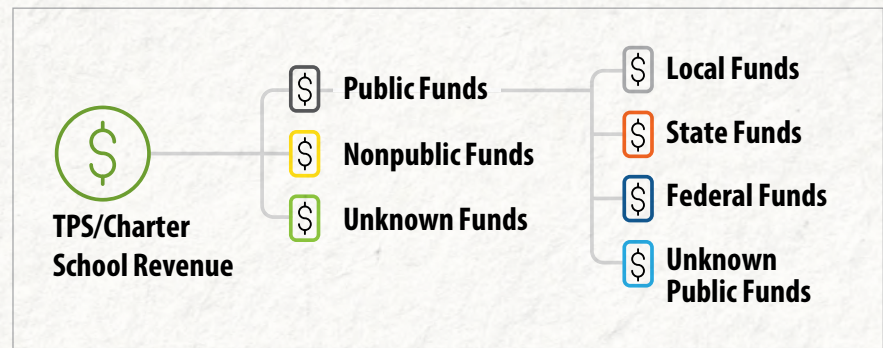 TPS/Charter
School Revenue
$
$ Public Funds
$ Nonpublic Funds
$ Unknown Funds
$ Local Funds
$ State Funds
$ Federal Funds
$ Unknown
Public Funds